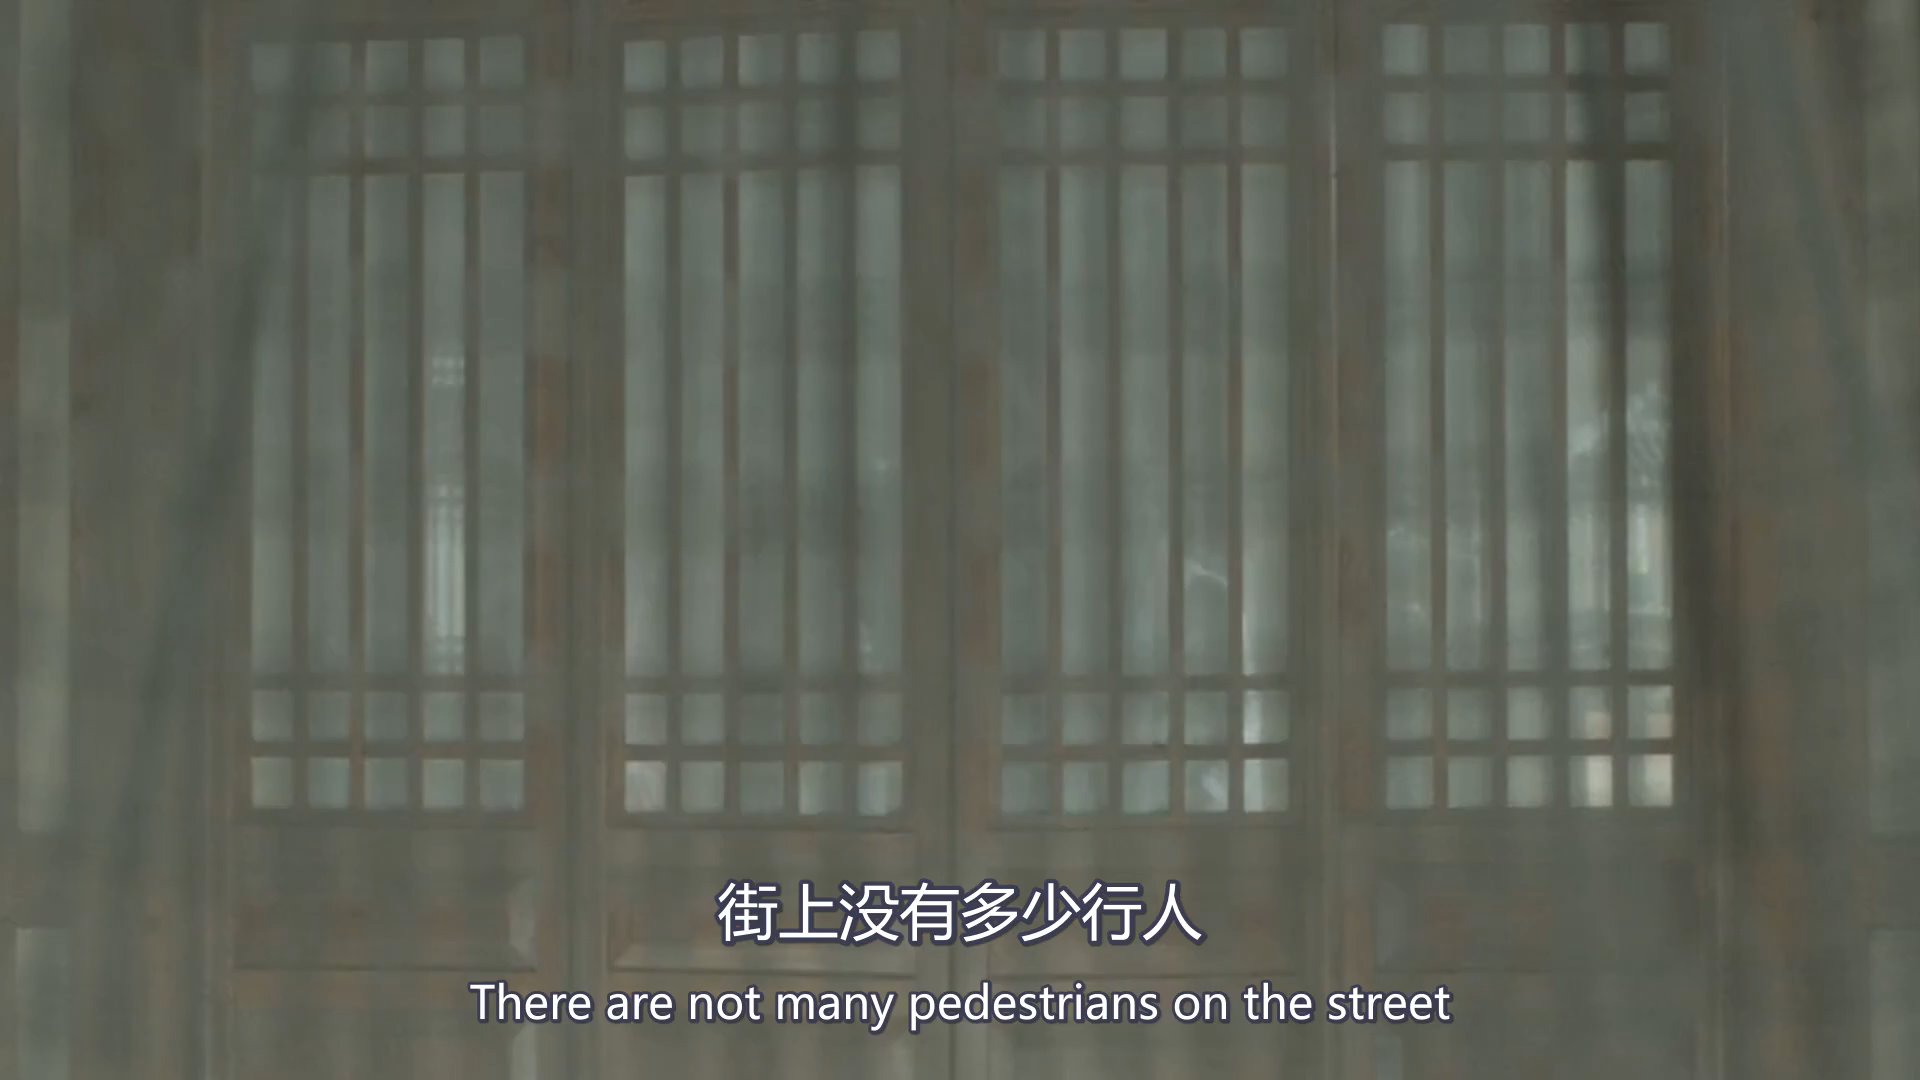 街上没有多少行人
There are not many pedestrians on the street